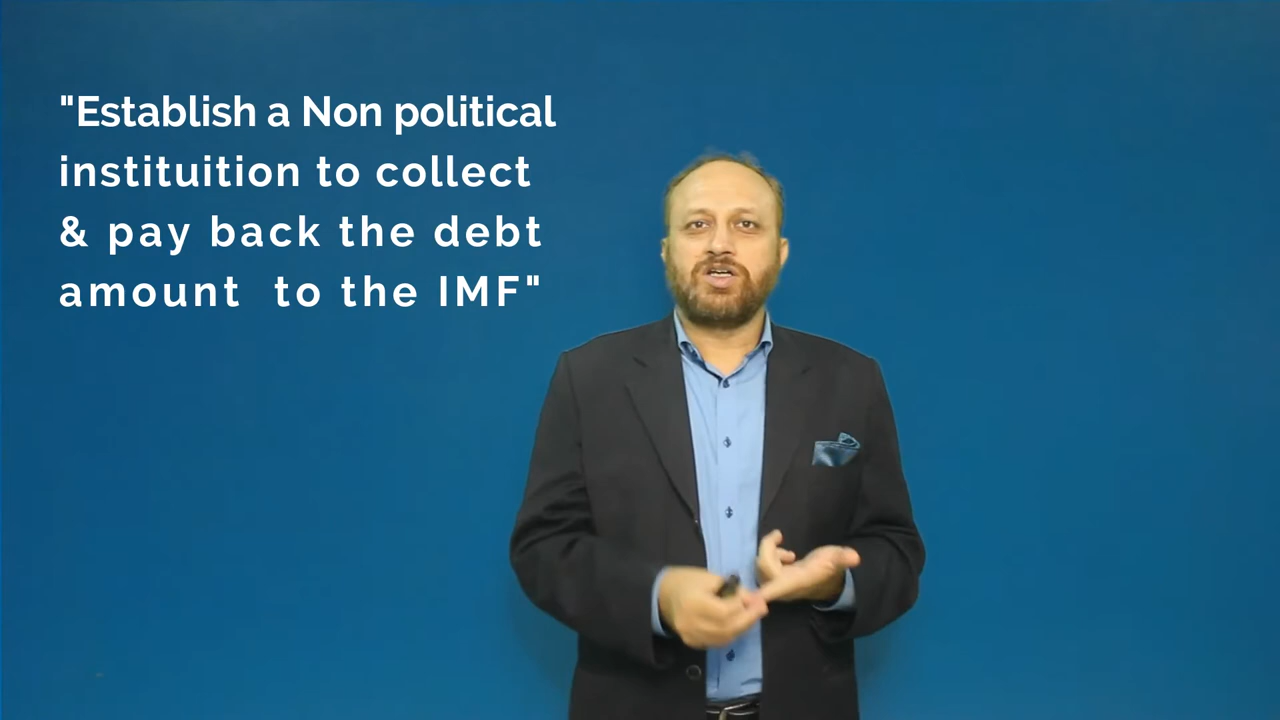 "Establish a Non political
instituition to collect
& pay back the debt
amount to the IMF"